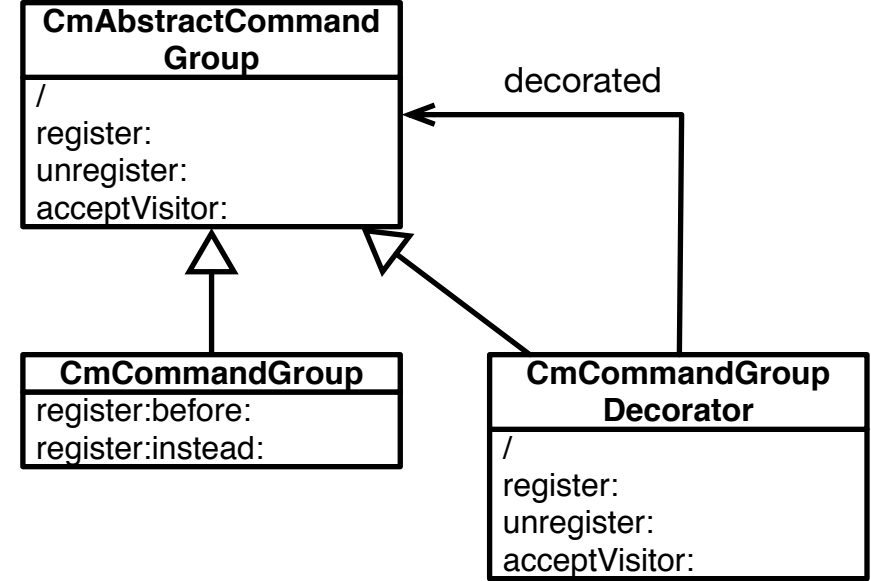 CmAbstractCommand
Group
/
register:
unregister:
acceptVisitor:
decorated
CmCommandGroup
register:before:
register:instead:
CmCommandGroup
Decorator
/
register:
unregister:
acceptVisitor: